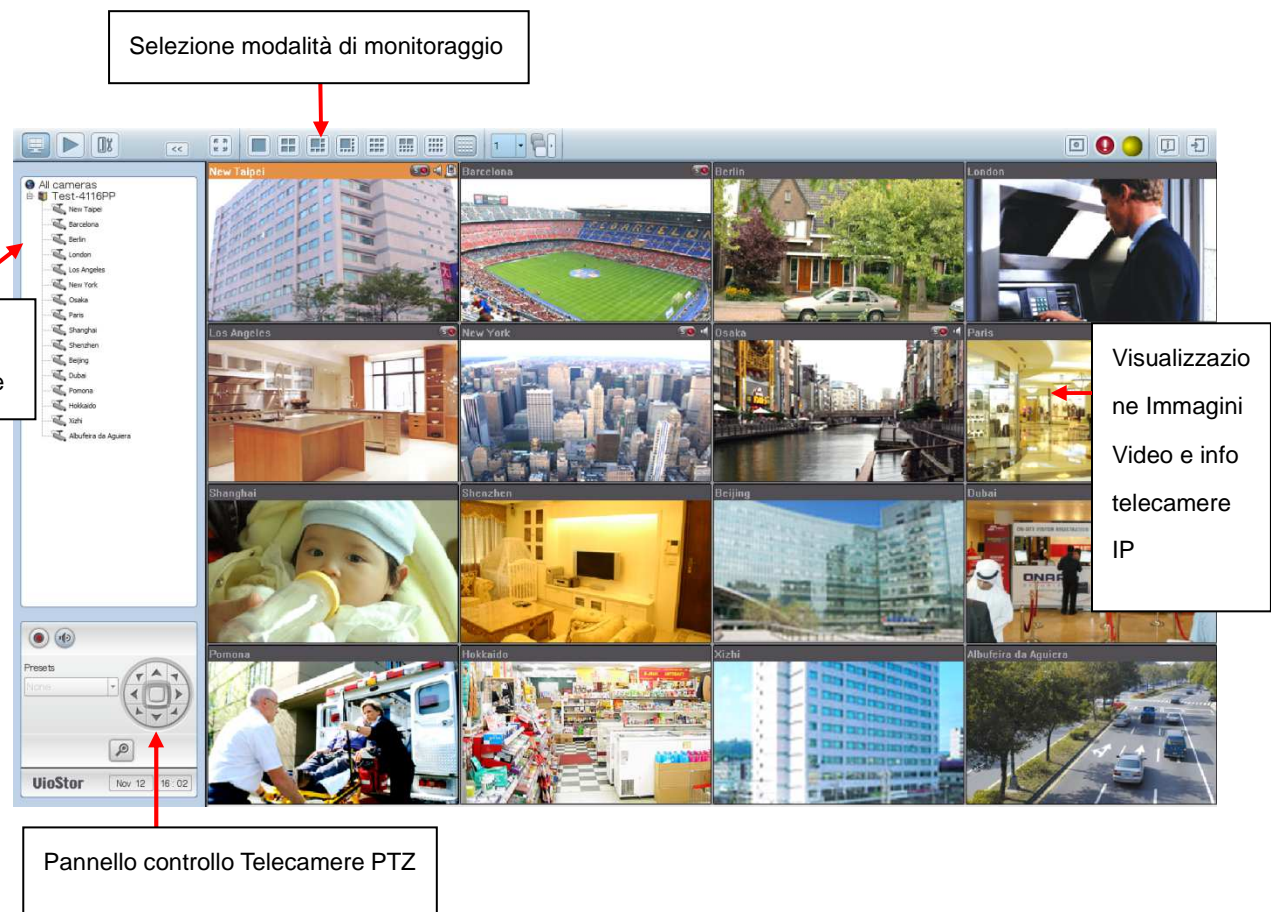 Selezione modalità di monitoraggio
<<
1
All cameras
Test-4116PP
New Taipei
Barcelona
Berlin
London
Los Angeles
New York
Osaka
Paris
Shanghai
Shenzhen
Beijing
Dubai
Pomona
Hokkaido
Xizhi
Albufeira da Aguiera
e
New Taipei
Barcelona
Berlin
London
Los Angeles
New York
Osaka
Paris
Shanghai
Shenzhen
Beijing
Dubai
Pomona
Hokkaido
Xizhi
Albufeira da Aguiera
Visualizzazio
ne Immagini
Video e info
telecamere
IP
Presets
None
VioStor
Nov 12
16 : 02
Pannello controllo Telecamere PTZ